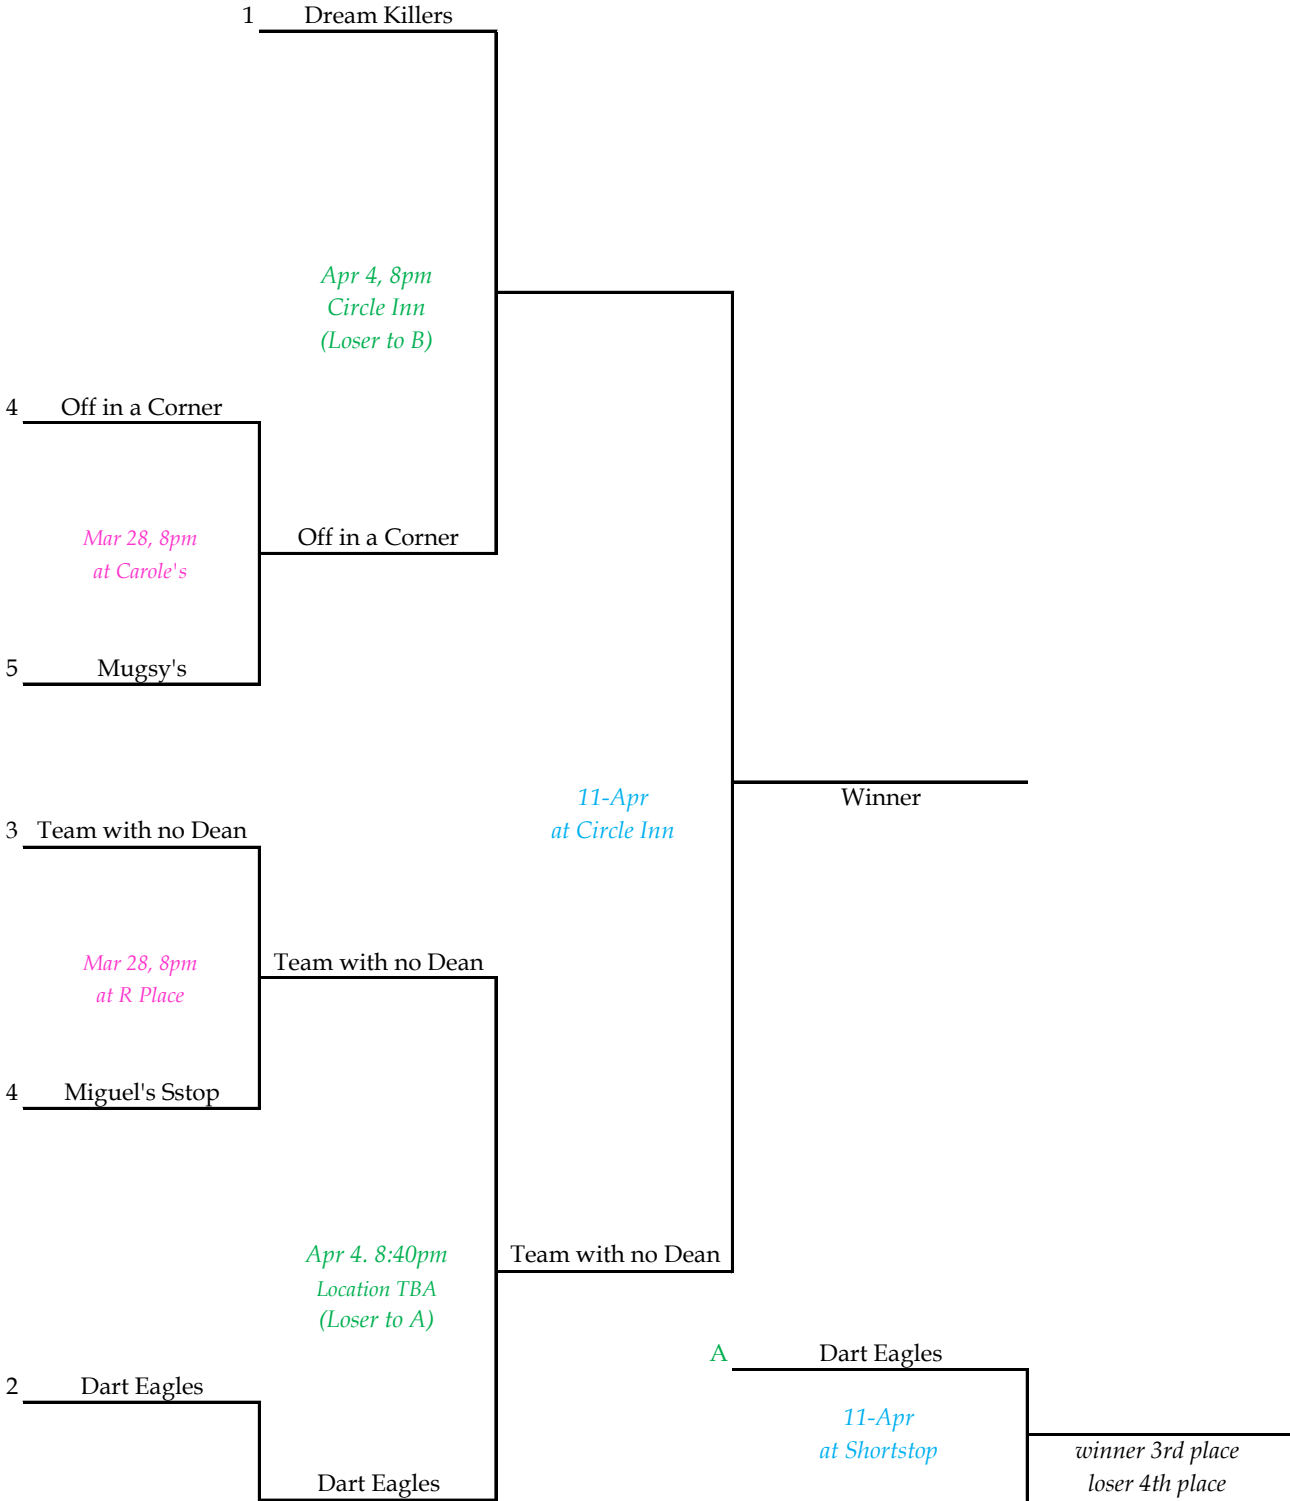 1 Dream Killers
Apr 4, 8pm
Circle Inn
(Loser to B)
4 Off in a Corner
Mar 28, 8pm
at Carole's
Off in a Corner
5 Mugsy's
11-Apr
at Circle Inn
Winner
3 Team with no Dean
Mar 28, 8pm
at R Place
Team with no Dean
4 Miguel's Sstop
Apr 4. 8:40pm
Location TBA
(Loser to A)
Team with no Dean
A Dart Eagles
2 Dart Eagles
11-Apr
at Shortstop
winner 3rd place
loser 4th place
Dart Eagles